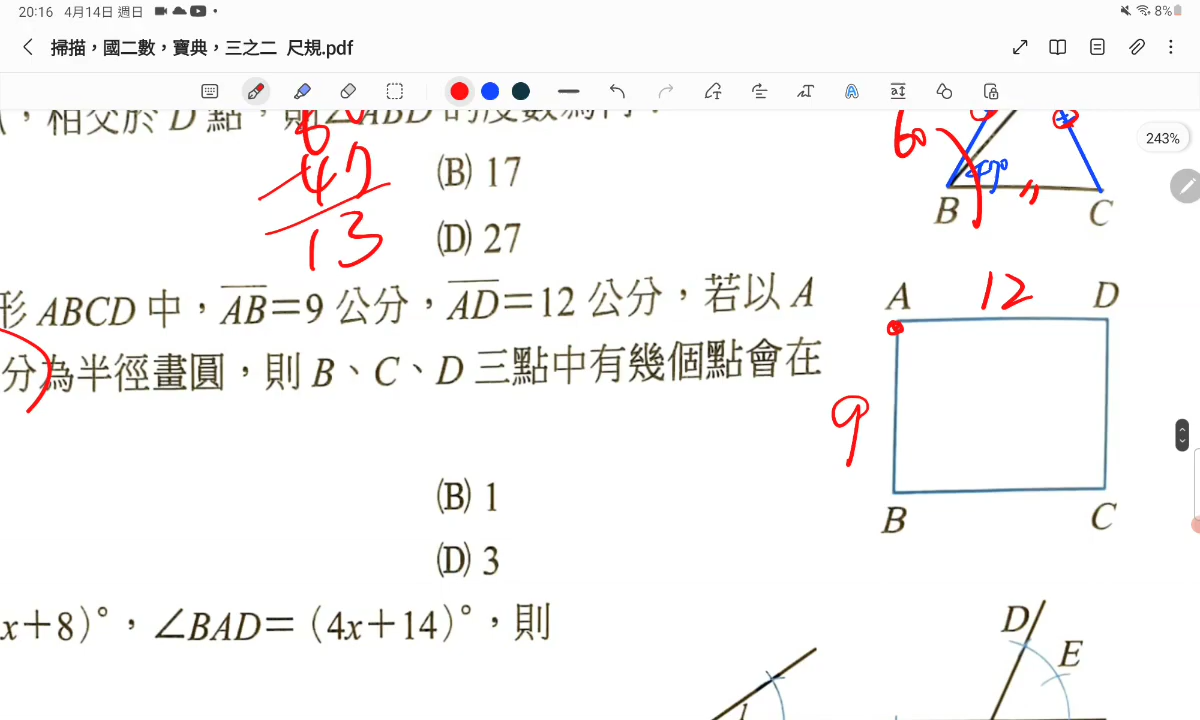 20:16 4月14日 週日
8%
掃描，國二數，寶典，三之二 尺規.pdf
243%
，相交於 D 點，則∠ABD 的度數為何？
(B) 17
(D) 27
42
13
60
B
C
形 ABCD 中，AB=9 公分，AD=12 公分，若以 A
分為半徑畫圓，則 B、C、D 三點中有幾個點會在
(B) 1
(D) 3
A
12
D
9
B
C
x+8)°，∠BAD=(4x+14)°，則
D
E